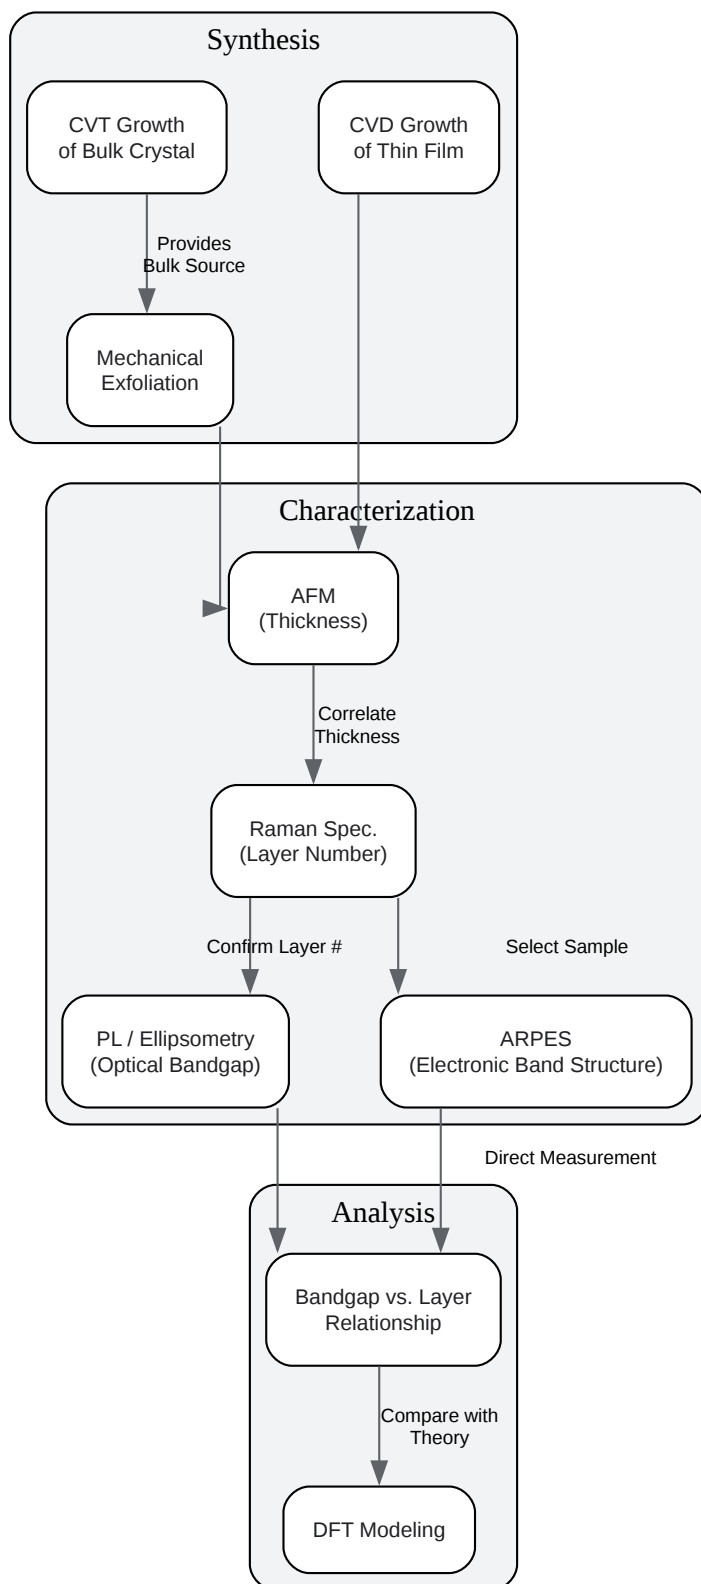 Synthesis
CVT Growth
of Bulk Crystal
CVD Growth
of Thin Film
Provides
Bulk Source
Mechanical
Exfoliation
Characterization
AFM
(Thickness)
Correlate
Thickness
Raman Spec.
(Layer Number)
Confirm Layer #
Select Sample
PL / Ellipsometry
(Optical Bandgap)
ARPES
(Electronic Band Structure)
Direct Measurement
Analysis
Bandgap vs. Layer
Relationship
Compare with
Theory
DFT Modeling